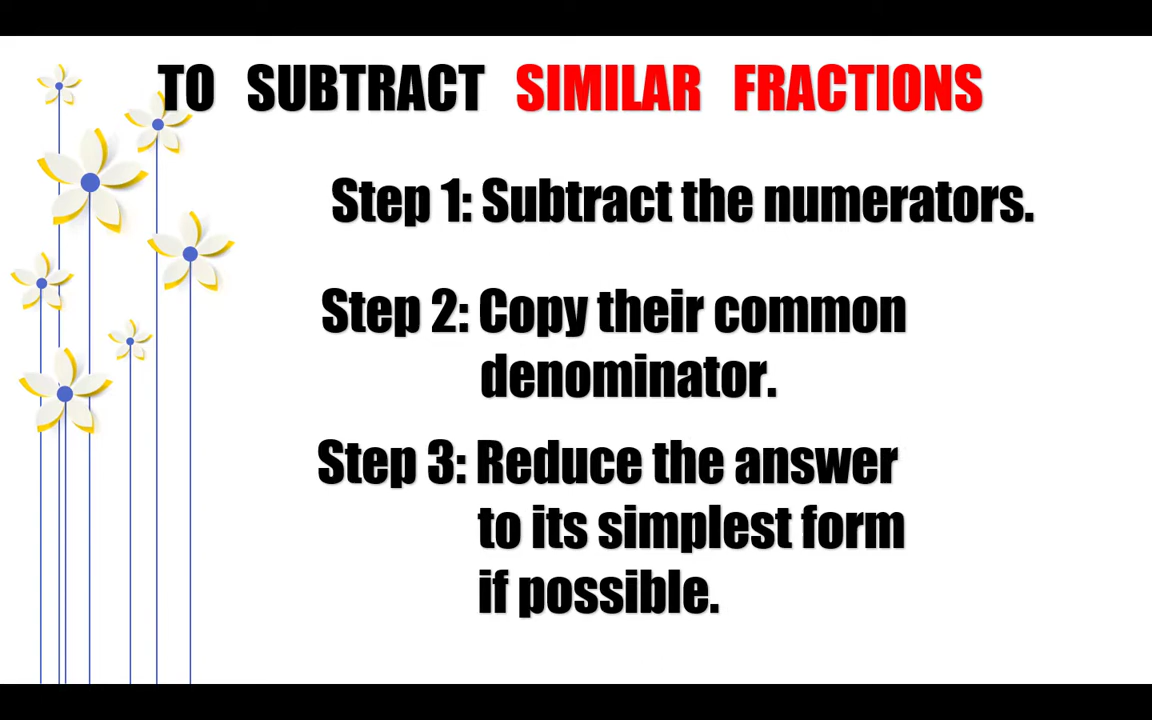 TO SUBTRACT SIMILAR FRACTIONS
Step 1: Subtract the numerators.
Step 2: Copy their common
denominator.
Step 3: Reduce the answer
to its simplest form
if possible.